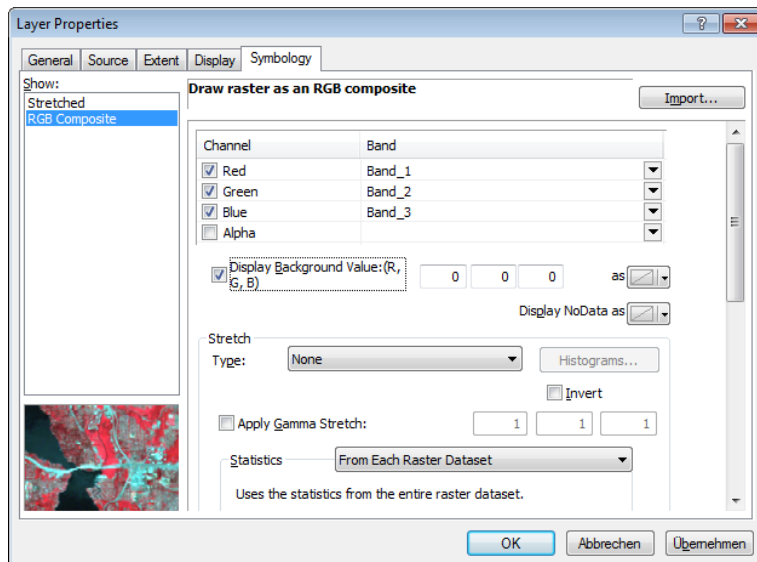 Layer Properties
General Source Extent Display Symbology
Show:
Stretched
RGB Composite
Draw raster as an RGB composite
Import...
Channel Band
Red Band_1
Green Band_2
Blue Band_3
Alpha
Display Background Value:(R, G, B) 0 0 0 as
Display NoData as
Stretch
Type: None Histograms...
Invert
Apply Gamma Stretch: 1 1 1
Statistics From Each Raster Dataset
Uses the statistics from the entire raster dataset.
OK Abbrechen Übernehmen